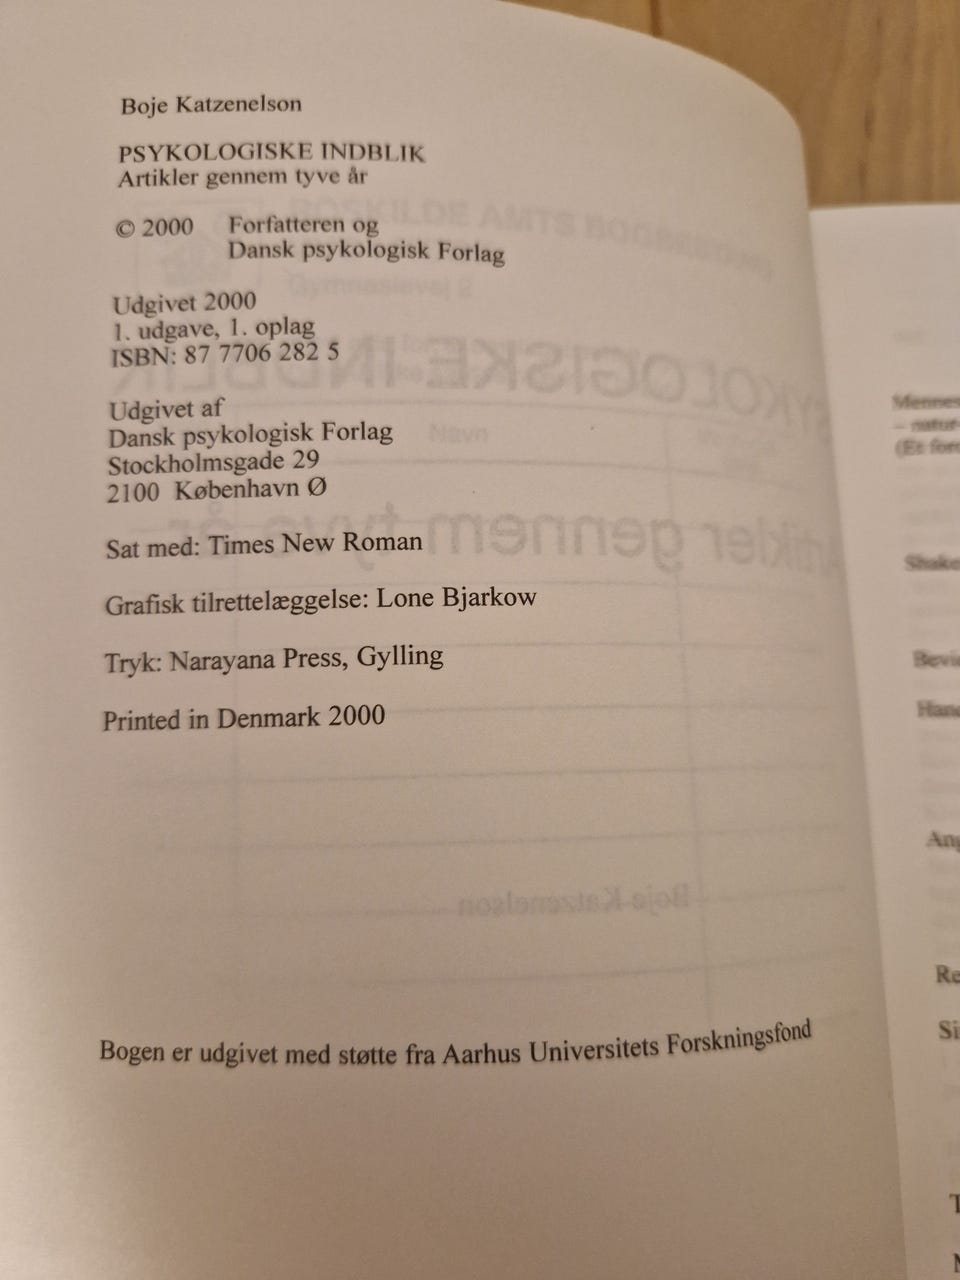 Boje Katzenelson
PSYKOLOGISKE INDBLIK
Artikler gennem tyve år
© 2000 Forfatteren og
Dansk psykologisk Forlag
Udgivet 2000
1. udgave, 1. oplag
ISBN: 87 7706 282 5
Udgivet af
Dansk psykologisk Forlag
Stockholmsgade 29
2100 København Ø
Sat med: Times New Roman
Grafisk tilrettelæggelse: Lone Bjarkow
Tryk: Narayana Press, Gylling
Printed in Denmark 2000
Bogen er udgivet med støtte fra Aarhus Universitets Forskningsfond